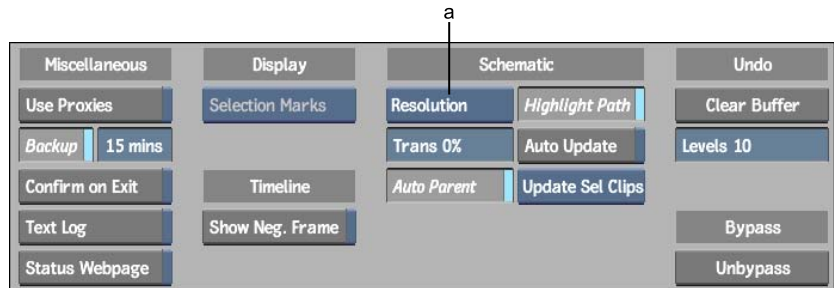 a
Miscellaneous Display Schematic Undo
Use Proxies Selection Marks Resolution Highlight Path Clear Buffer
Backup 15 mins Trans 0% Auto Update Levels 10
Confirm on Exit Timeline Auto Parent Update Sel Clips
Text Log Show Neg. Frame Bypass
Status Webpage Unbypass